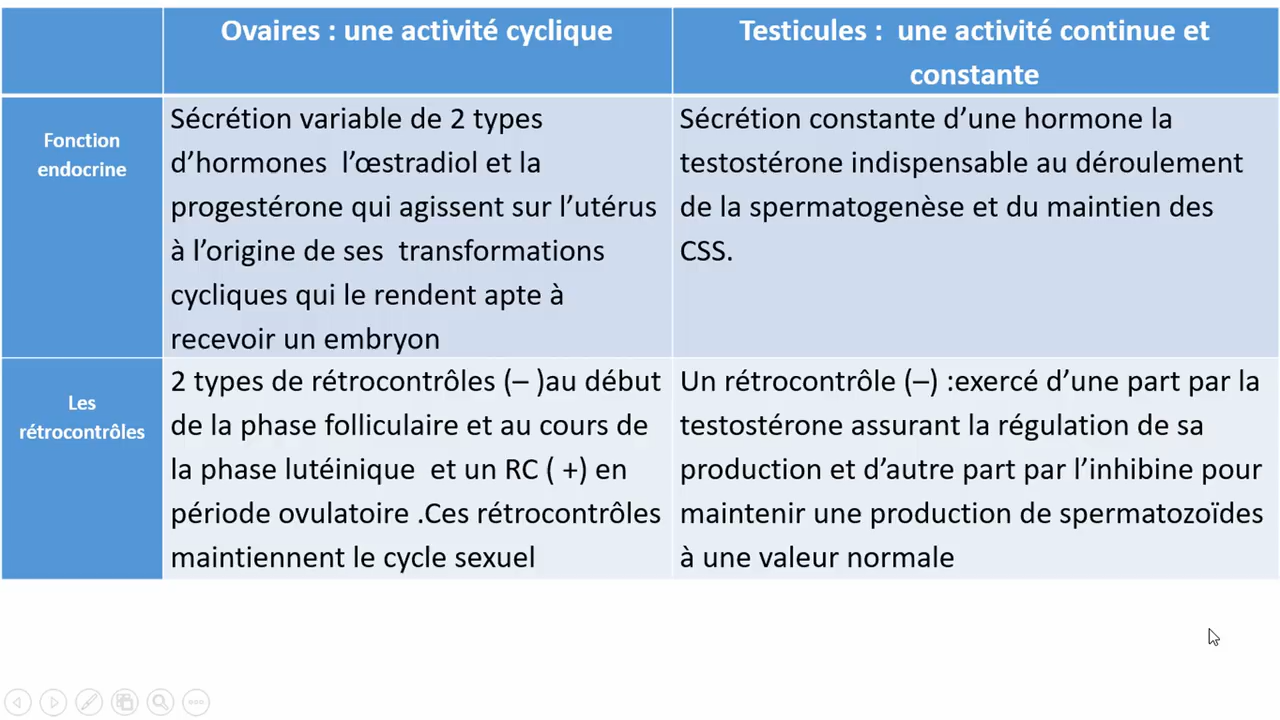 Ovaires : une activité cyclique
Testicules :  une activité continue et
constante
Fonction
endocrine
Sécrétion variable de 2 types
d’hormones  l’œstradiol et la
progestérone qui agissent sur l’utérus
à l’origine de ses  transformations
cycliques qui le rendent apte à
recevoir un embryon
Sécrétion constante d’une hormone la
testostérone indispensable au déroulement
de la spermatogenèse et du maintien des
CSS.
Les
rétrocontrôles
2 types de rétrocontrôles (– )au début
de la phase folliculaire et au cours de
la phase lutéinique  et un RC ( +) en
période ovulatoire .Ces rétrocontrôles
maintiennent le cycle sexuel
Un rétrocontrôle (–) :exercé d’une part par la
testostérone assurant la régulation de sa
production et d’autre part par l’inhibine pour
maintenir une production de spermatozoïdes
à une valeur normale